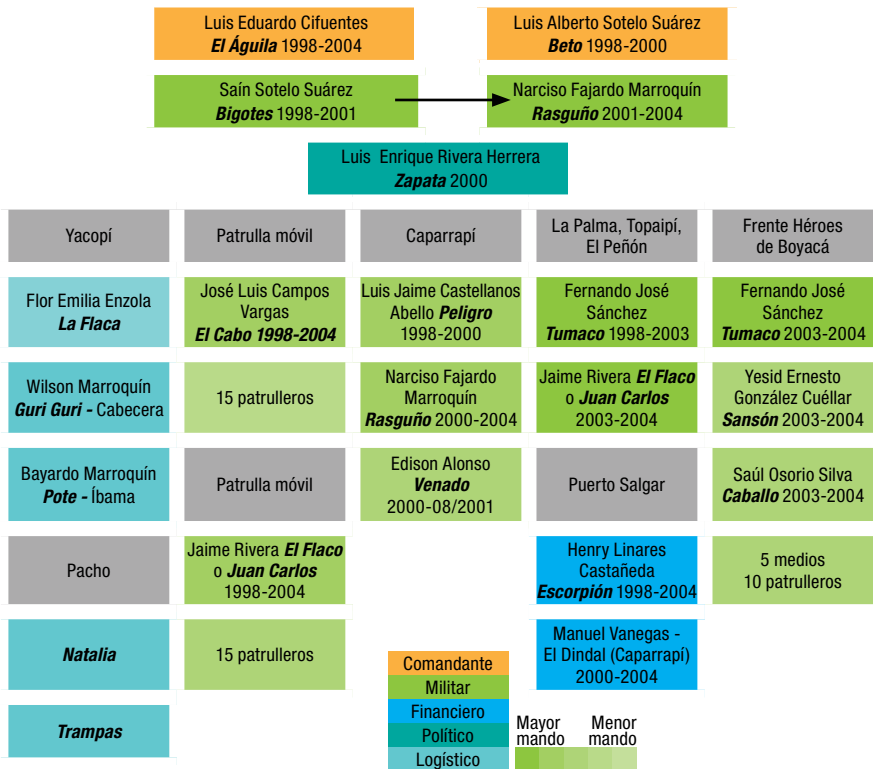 Luis Eduardo Cifuentes
El Águila 1998-2004
Luis Alberto Sotelo Suárez
Beto 1998-2000
Saín Sotelo Suárez
Bigotes 1998-2001
Narciso Fajardo Marroquín
Rasguño 2001-2004
Luis Enrique Rivera Herrera
Zapata 2000
Yacopí
Flor Emilia Enzola
La Flaca
Wilson Marroquín
Guri Guri - Cabecera
Bayardo Marroquín
Pote - Íbama
Pacho
Natalia
Trampas
Patrulla móvil
José Luis Campos
Vargas
El Cabo 1998-2004
15 patrulleros
Patrulla móvil
Jaime Rivera El Flaco
o Juan Carlos
1998-2004
15 patrulleros
Caparrapí
Luis Jaime Castellanos
Abello Peligro
1998-2000
Narciso Fajardo
Marroquín
Rasguño 2000-2004
Edison Alonso
Venado
2000-08/2001
La Palma, Topaipí,
El Peñón
Fernando José
Sánchez
Tumaco 1998-2003
Jaime Rivera El Flaco
o Juan Carlos
2003-2004
Puerto Salgar
Henry Linares
Castañeda
Escorpión 1998-2004
Manuel Vanegas -
El Dindal (Caparrapí)
2000-2004
Frente Héroes
de Boyacá
Fernando José
Sánchez
Tumaco 2003-2004
Yesid Ernesto
González Cuéllar
Sansón 2003-2004
Saúl Osorio Silva
Caballo 2003-2004
5 medios
10 patrulleros
Comandante
Militar
Financiero
Político
Logístico
Mayor
mando
Menor
mando